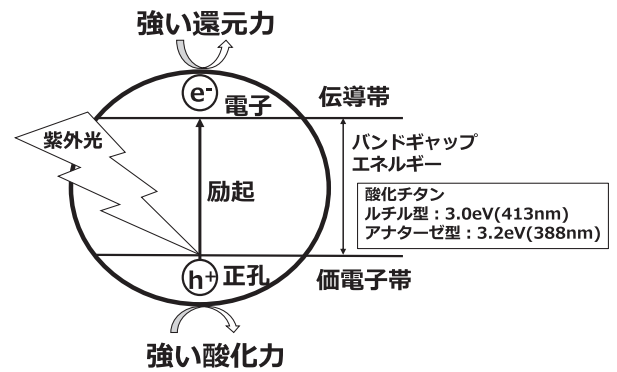 強い還元力
e-
電子
伝導帯
紫外光
バンドギャップ
エネルギー
励起
酸化チタン
ルチル型：3.0eV(413nm)
アナターゼ型：3.2eV(388nm)
h+
正孔
価電子帯
強い酸化力